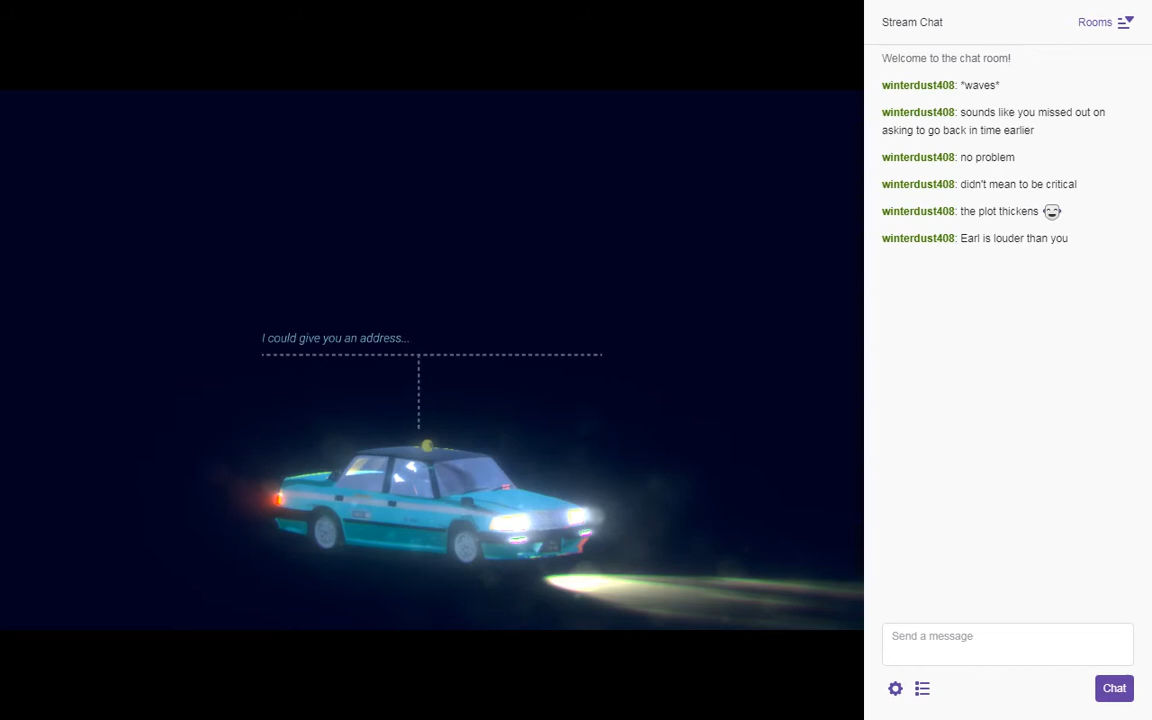 Stream Chat
Rooms
Welcome to the chat room!
winterdust408: *waves*
winterdust408: sounds like you missed out on
asking to go back in time earlier
winterdust408: no problem
winterdust408: didn't mean to be critical
winterdust408: the plot thickens
winterdust408: Earl is louder than you
I could give you an address...
Send a message
Chat